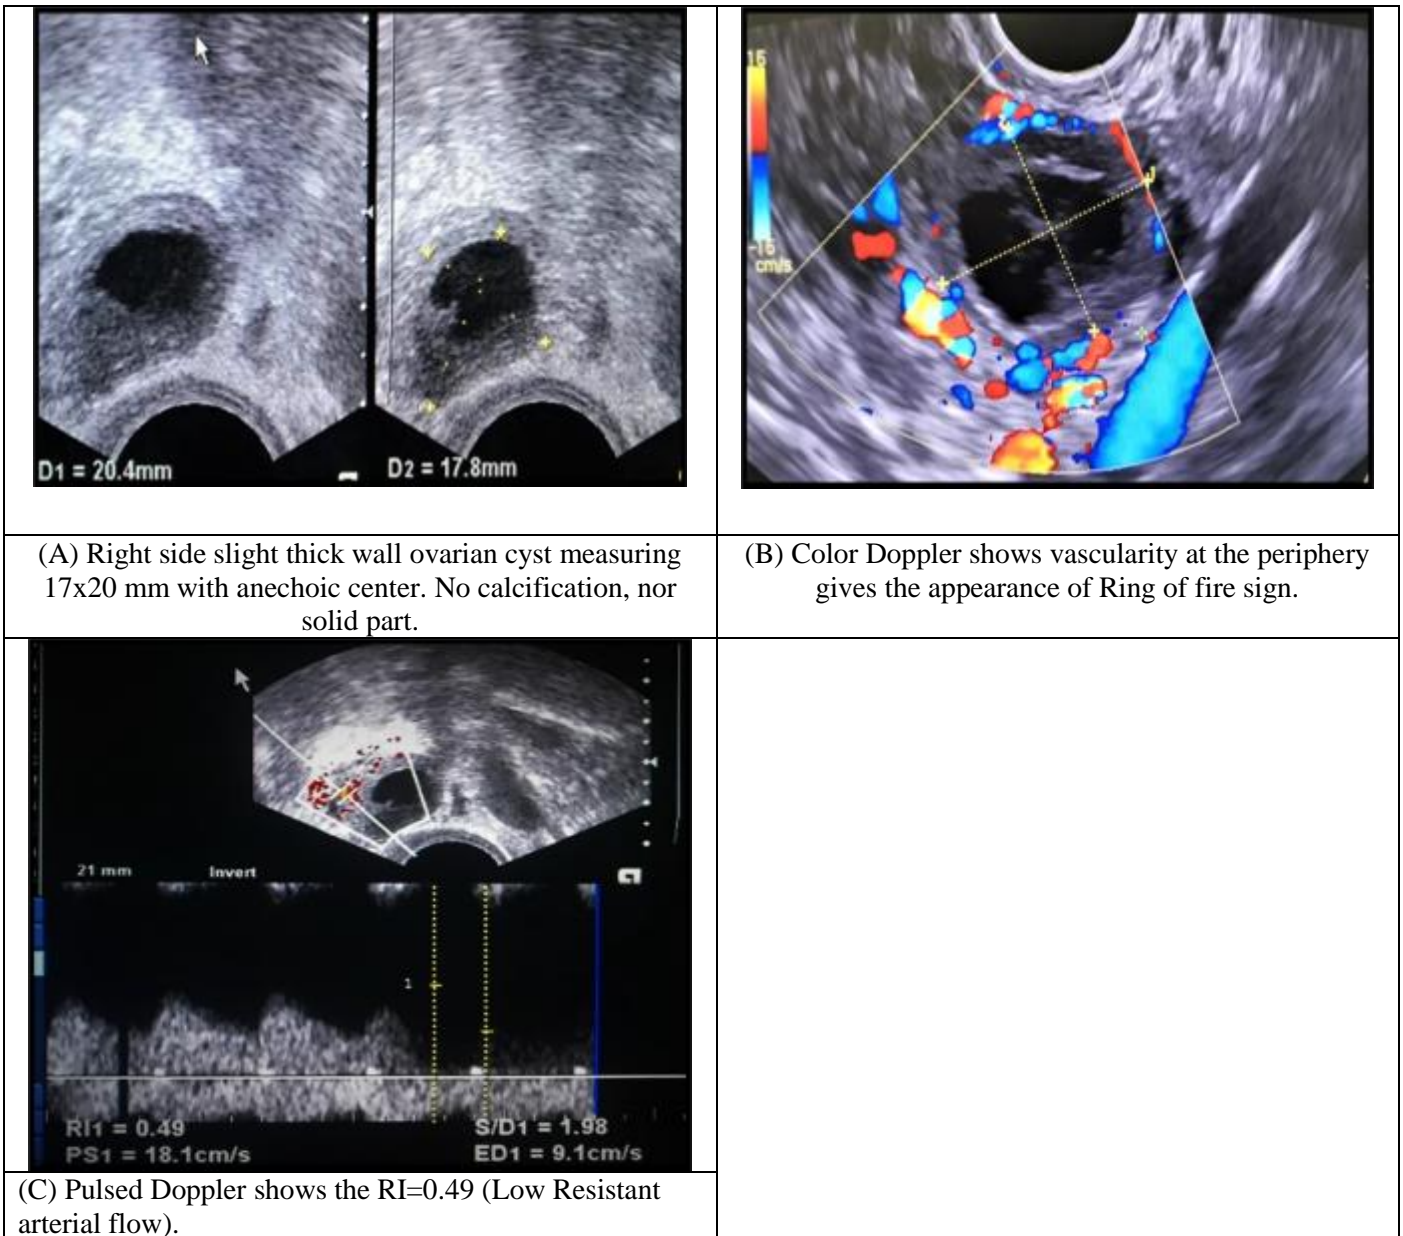 D1 = 20.4mm
D2 = 17.8mm
15
-15
cm/s
(A) Right side slight thick wall ovarian cyst measuring
17x20 mm with anechoic center. No calcification, nor
solid part.
(B) Color Doppler shows vascularity at the periphery
gives the appearance of Ring of fire sign.
21 mm
Invert
1
RI1 = 0.49
S/D1 = 1.98
PS1 = 18.1cm/s
ED1 = 9.1cm/s
(C) Pulsed Doppler shows the RI=0.49 (Low Resistant
arterial flow).